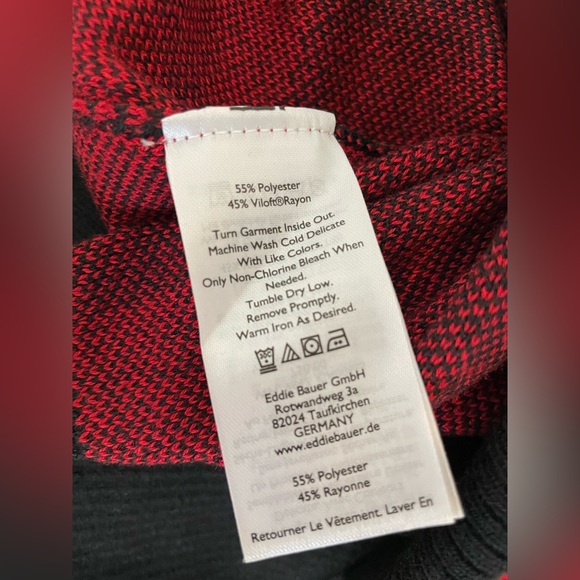 55% Polyester
45% Viloft®Rayon
Turn Garment Inside Out.
Machine Wash Cold Delicate
With Like Colors.
Only Non-Chlorine Bleach When
Needed.
Tumble Dry Low.
Remove Promptly.
Warm Iron As Desired.
Eddie Bauer GmbH
Rotwandweg 3a
82024 Taufkirchen
GERMANY
www.eddiebauer.de
55% Polyester
45% Rayonne
Retourner Le Vêtement. Laver En